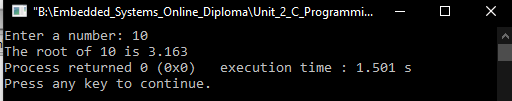 "B:\Embedded_Systems_Online_Diploma\Unit_2_C_Programmi...
Enter a number: 10
The root of 10 is 3.163
Process returned 0 (0x0)   execution time : 1.501 s
Press any key to continue.